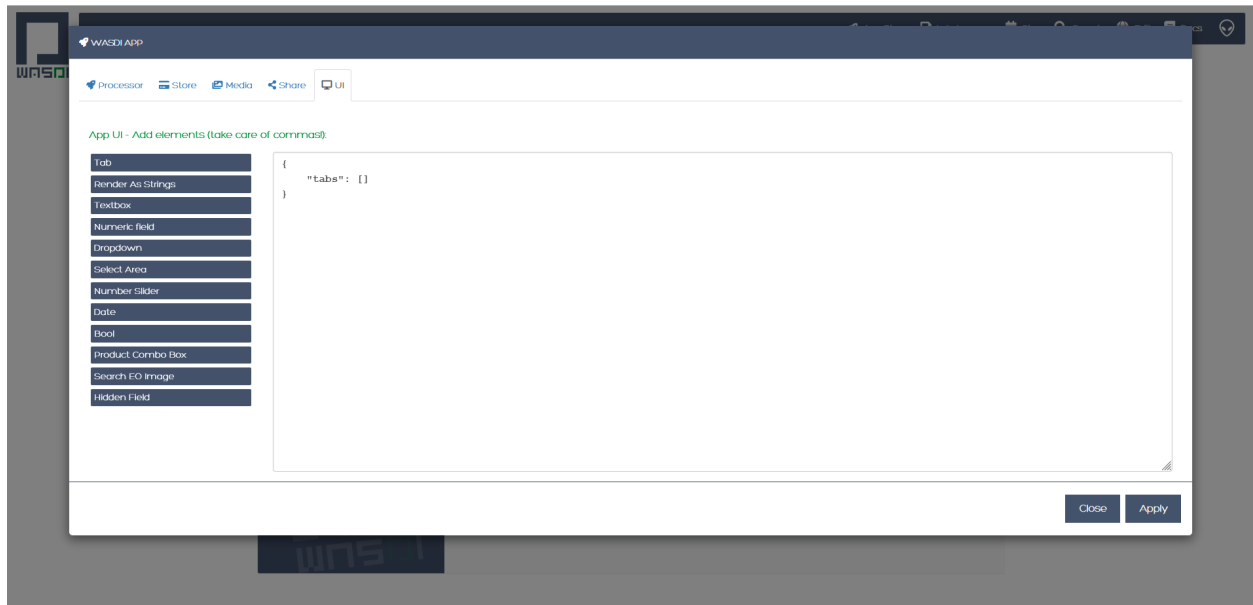 WASDI APP
WASDI
Docs
Processor Store Media Share UI
App UI - Add elements (take care of commas!):
Tab
Render As Strings
Textbox
Numeric field
Dropdown
Select Area
Number Slider
Date
Bool
Product Combo Box
Search EO Image
Hidden Field
{
"tabs": []
}
Close Apply